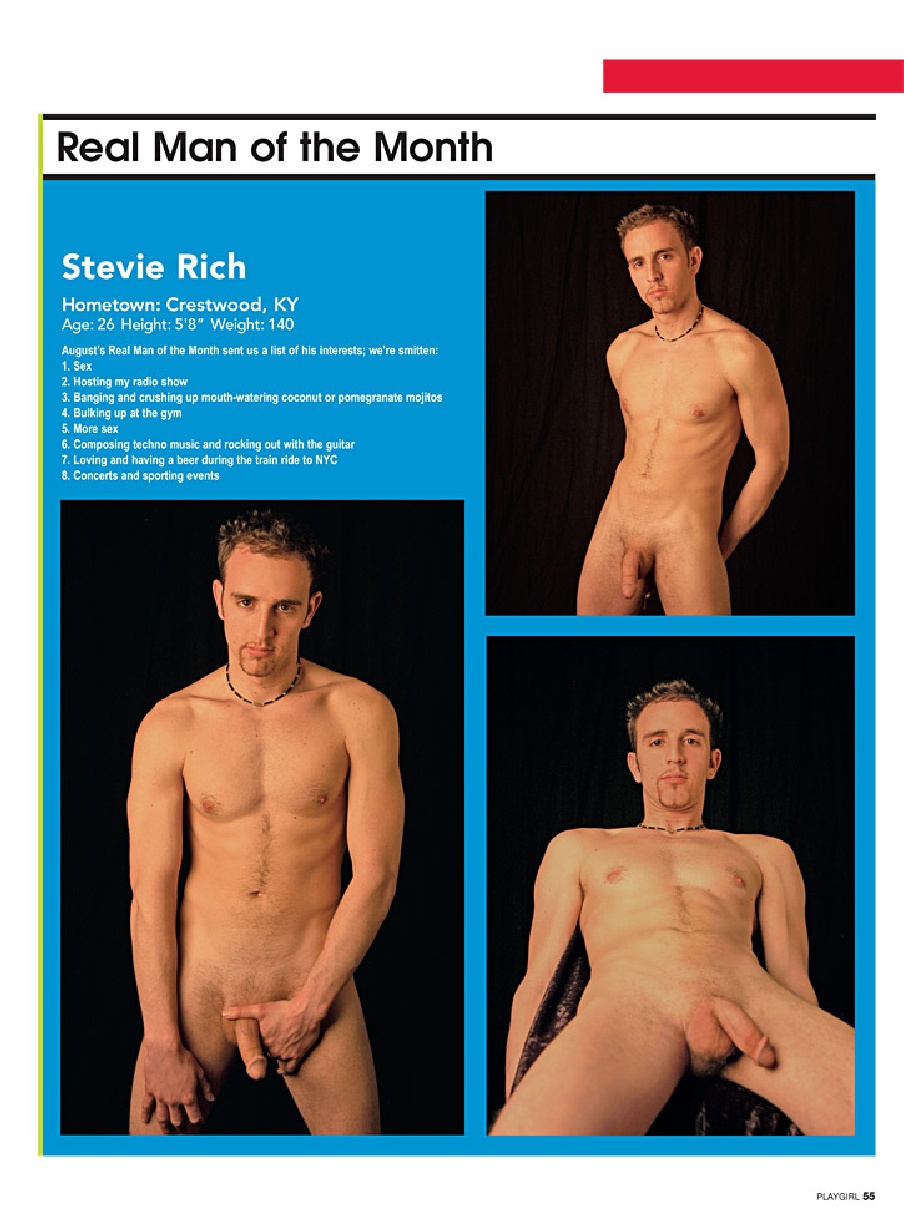 Real Man of the Month
Stevie Rich
Hometown: Crestwood, KY
Age: 26 Height: 5'8" Weight: 140
August's Real Man of the Month sent us a list of his interests; we're smitten:
1. Sex
2. Hosting my radio show
3. Banging and crushing up mouth-watering coconut or pomegranate mojitos
4. Bulking up at the gym
5. More sex
6. Composing techno music and rocking out with the guitar
7. Loving and having a beer during the train ride to NYC
8. Concerts and sporting events
PLAYGIRL 55